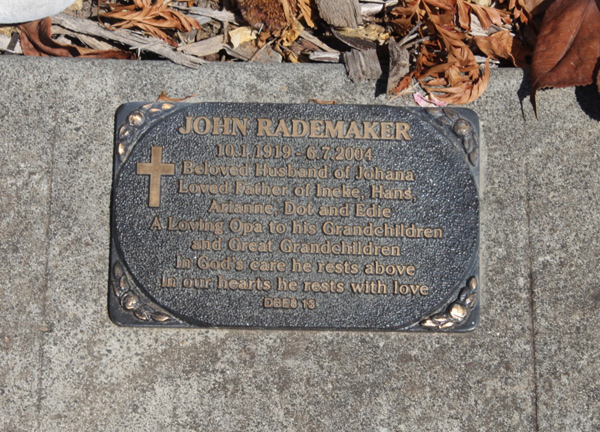 JOHN RADEMAKER
10.1.1919 - 6.7.2004
Beloved Husband of Johana
Loved Father of Ineke, Hans,
Arianne, Dot and Edie
A Loving Opa to his Grandchildren
and Great Grandchildren
In God's care he rests above
In our hearts he rests with love